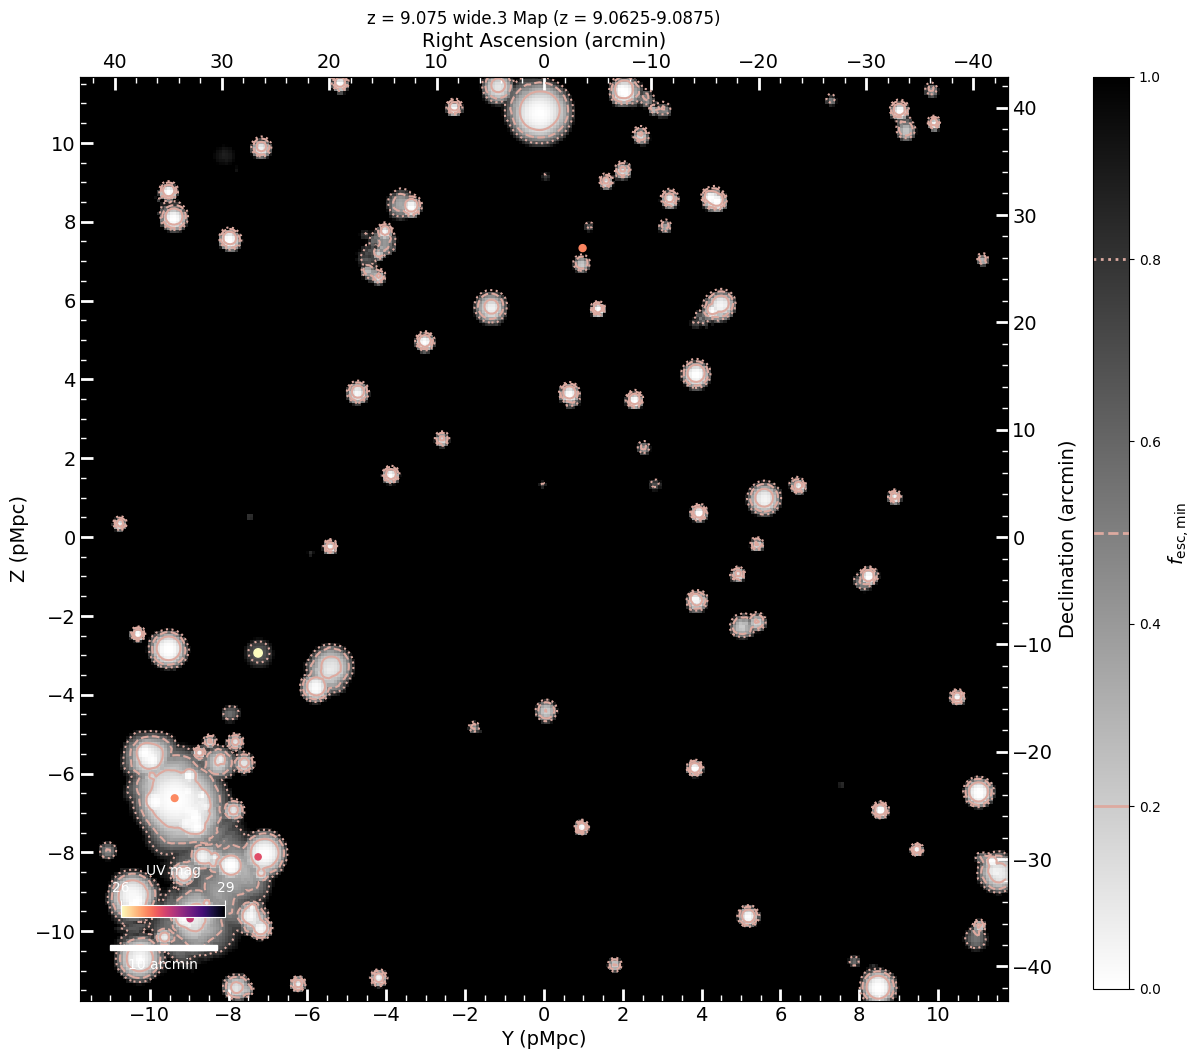 z = 9.075 wide.3 Map (z = 9.0625-9.0875)
Right Ascension (arcmin)
40 30 20 10 0 −10 −20 −30 −40
10
8
6
4
2
0
−2
−4
−6
−8
−10
Z (pMpc)
UV mag
26 29
10 arcmin
−10 −8 −6 −4 −2 0 2 4 6 8 10
Y (pMpc)
40
30
20
10
0
−10
−20
−30
−40
Declination (arcmin)
1.0
0.8
0.6
0.4
0.2
0.0
fesc, min